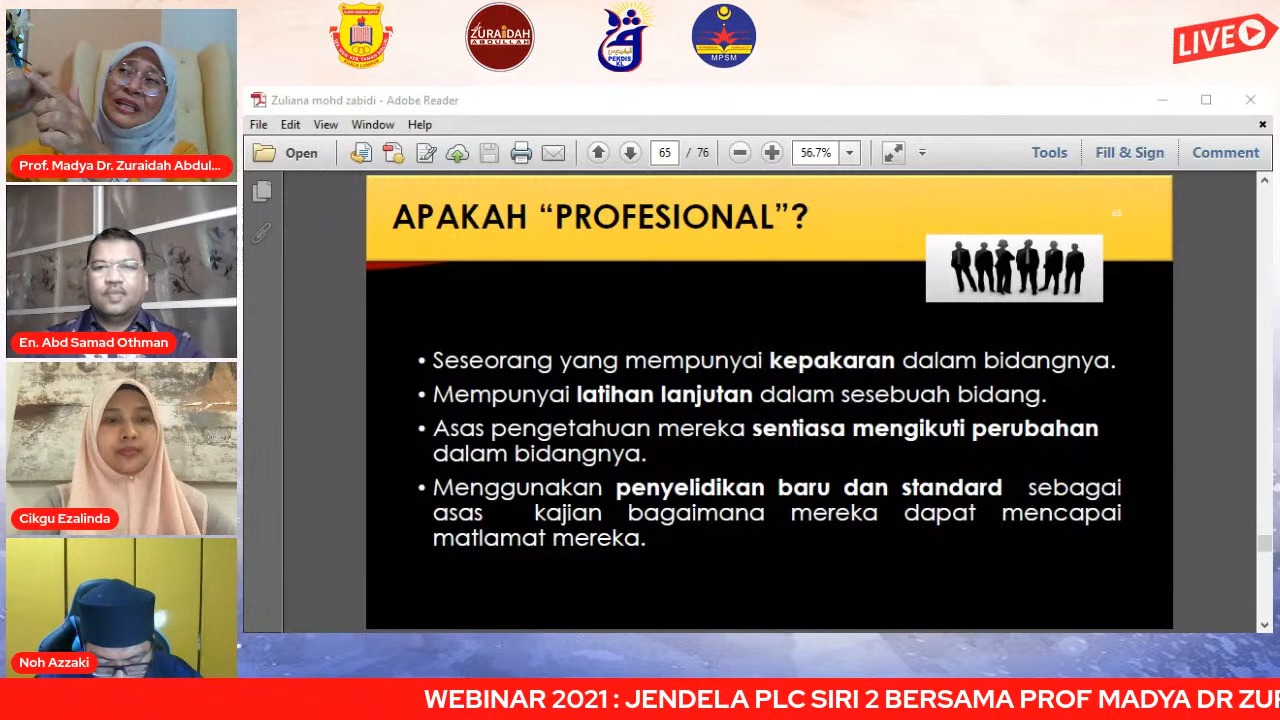 ZURAIDAH
ABDULLAH
PEKDIS
KL
MPSM
LIVE
Prof. Madya Dr. Zuraidah Abdul...
En. Abd Samad Othman
Cikgu Ezalinda
Noh Azzaki
Zuliana mohd zabidi - Adobe Reader
File Edit View Window Help
Open 65 / 76 56.7% Tools Fill & Sign Comment
APAKAH “PROFESIONAL”?
65
• Seseorang yang mempunyai kepakaran dalam bidangnya.
• Mempunyai latihan lanjutan dalam sesebuah bidang.
• Asas pengetahuan mereka sentiasa mengikuti perubahan
dalam bidangnya.
• Menggunakan penyelidikan baru dan standard sebagai
asas kajian bagaimana mereka dapat mencapai
matlamat mereka.
WEBINAR 2021 : JENDELA PLC SIRI 2 BERSAMA PROF MADYA DR ZUR